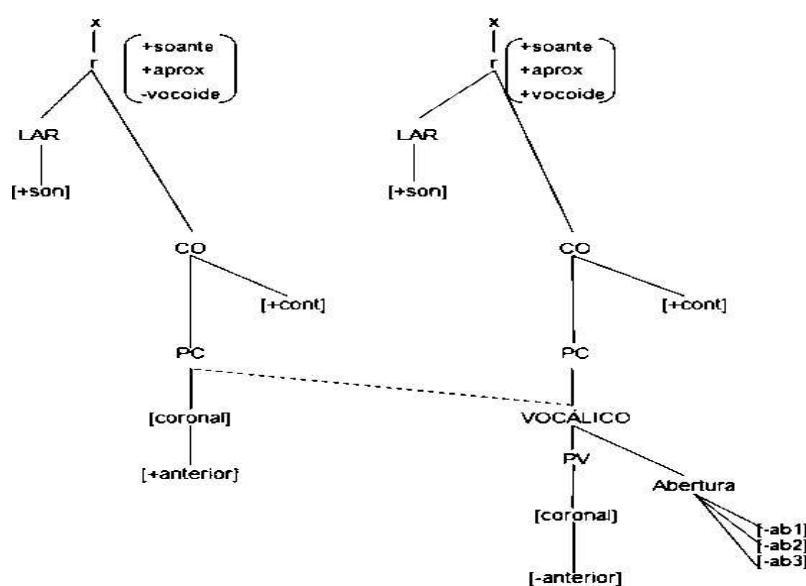 x x
r +soante r +soante
+aprox +aprox
-vocoide +vocoide
LAR LAR
[+son] [+son]
CO CO
[+cont] [+cont]
PC PC
[coronal] VOCÁLICO
[+anterior] PV
Abertura
[coronal]
[-ab1]
[-ab2]
[-ab3]
[-anterior]